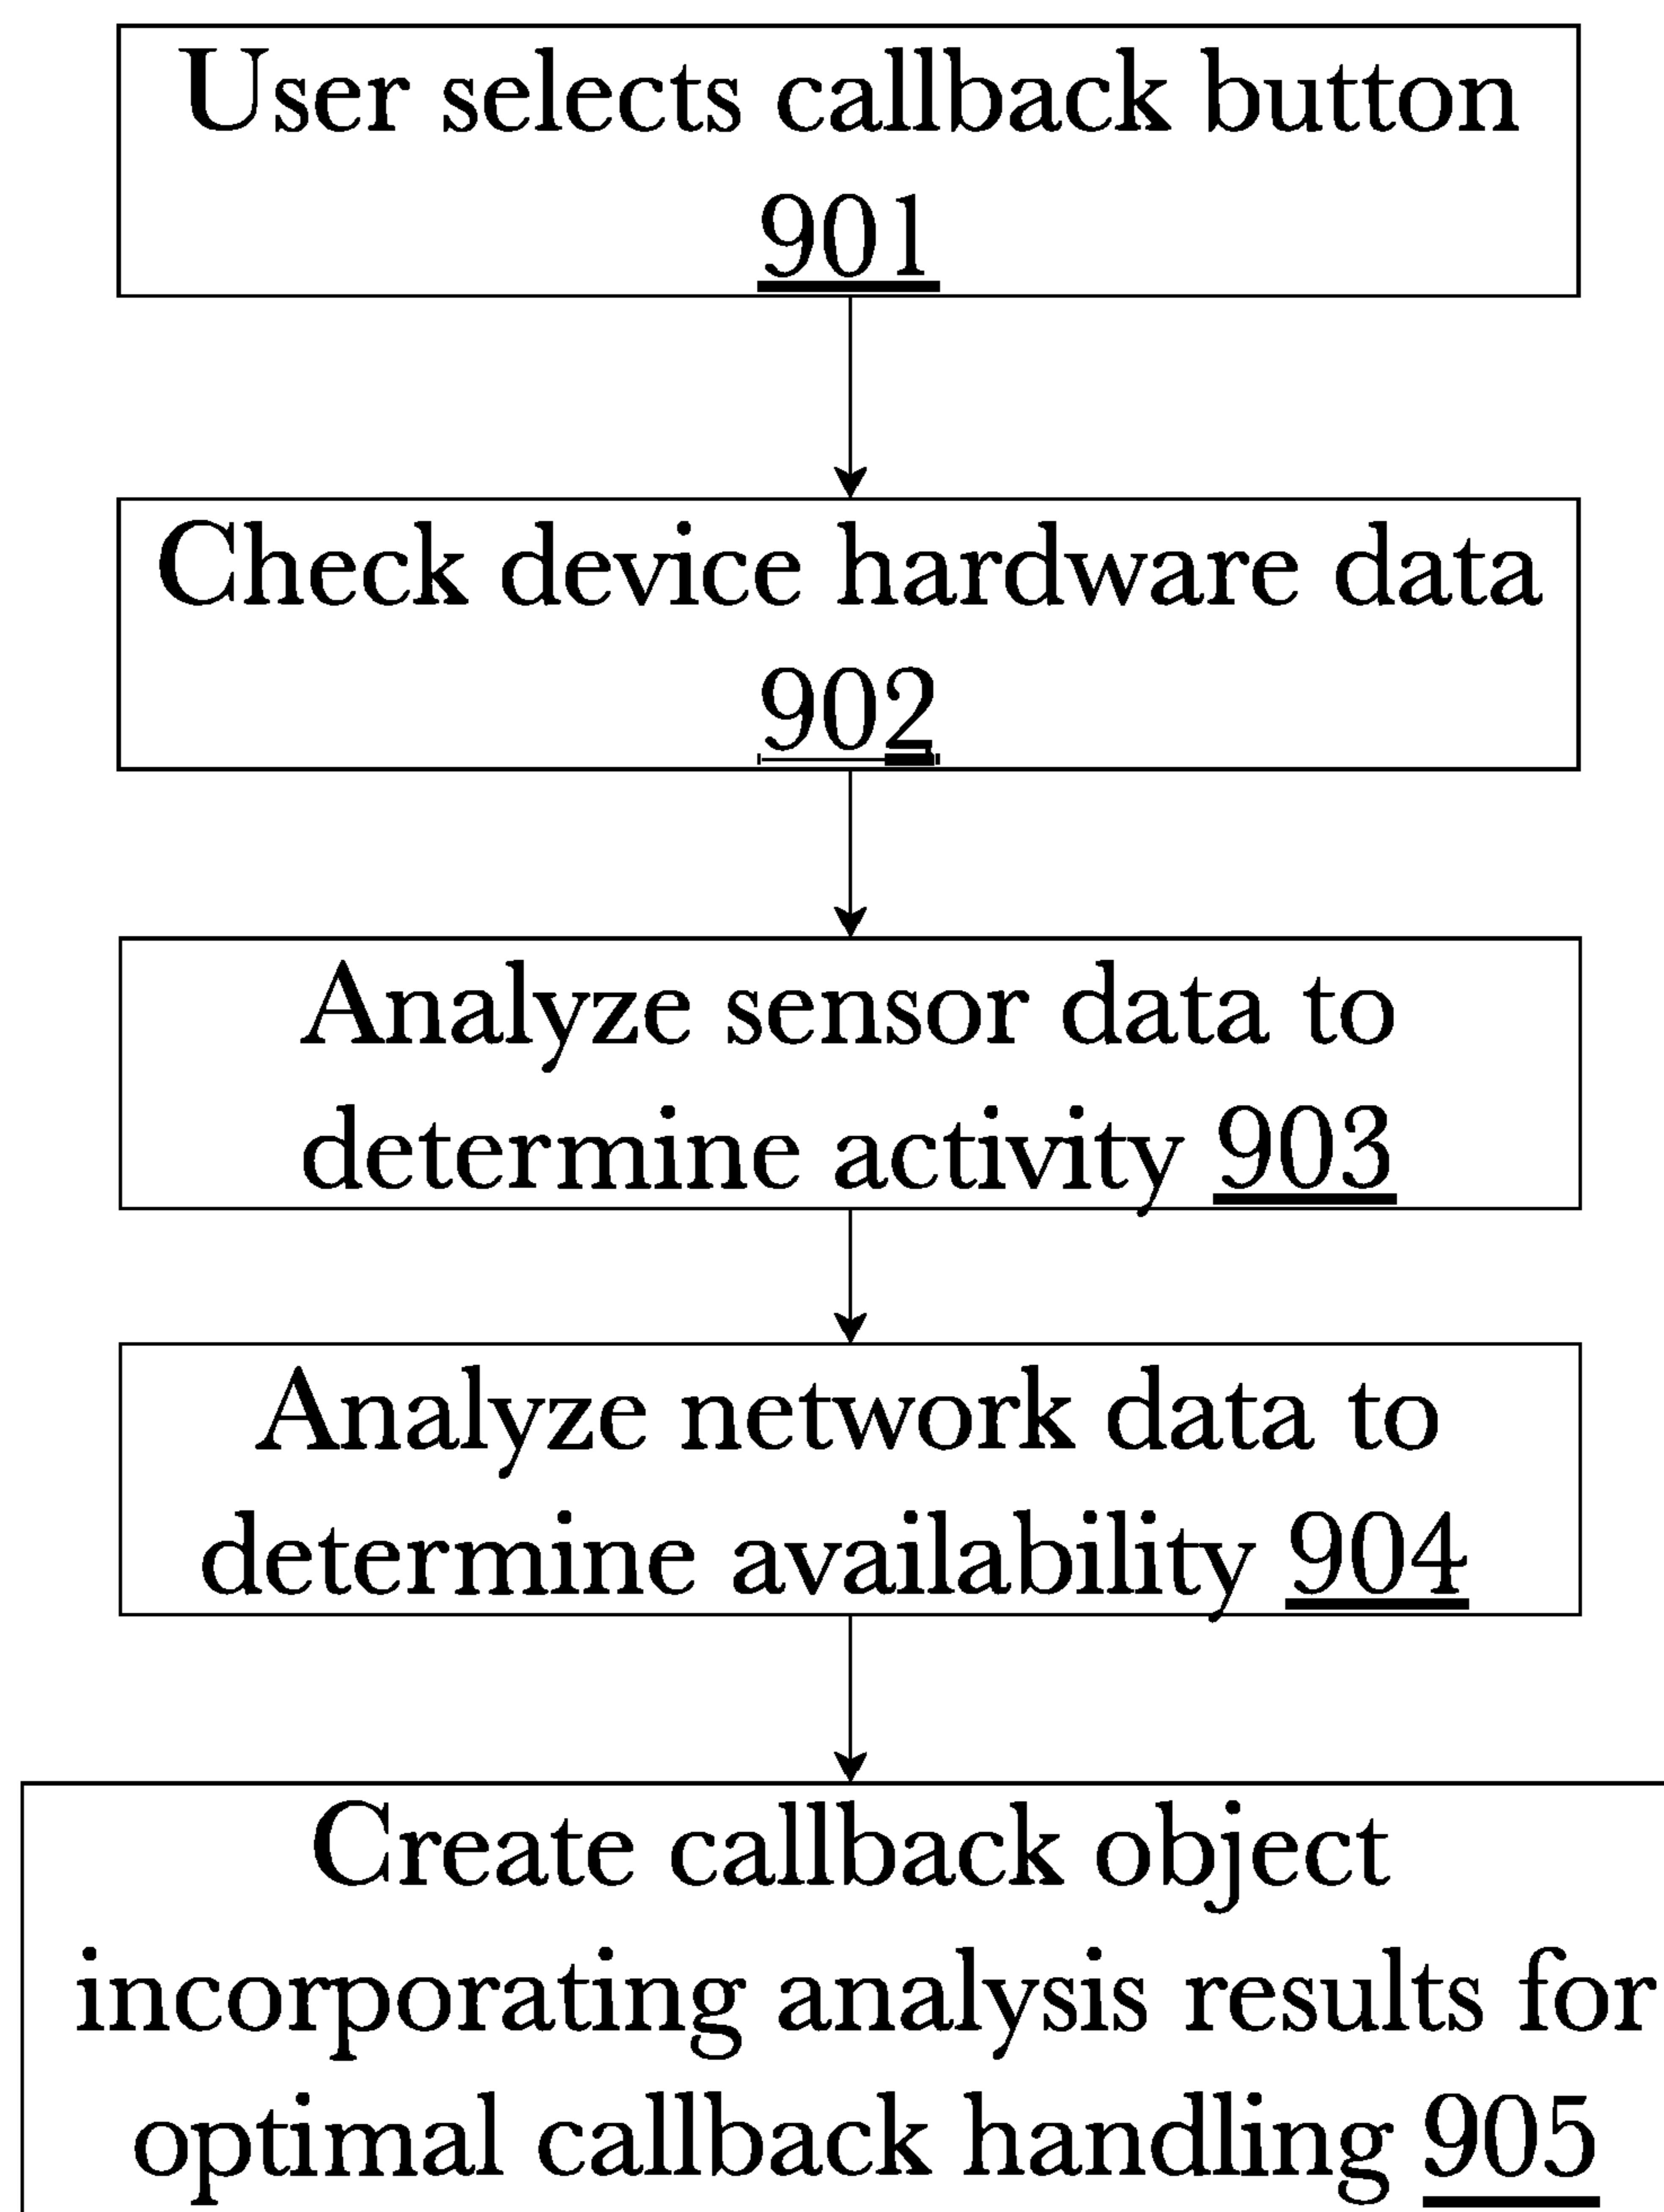 User selects callback button
901
Check device hardware data
902
Analyze sensor data to
determine activity 903
Analyze network data to
determine availability 904
Create callback object
incorporating analysis results for
optimal callback handling 905